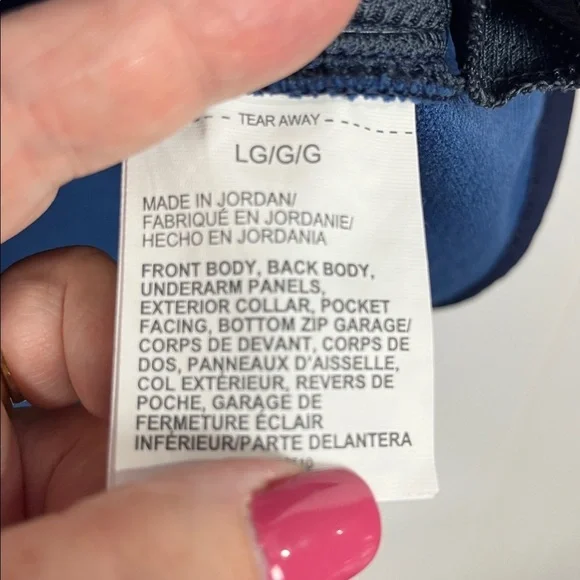 TEAR AWAY
LG/G/G
MADE IN JORDAN/
FABRIQUÉ EN JORDANIE/
HECHO EN JORDANIA
FRONT BODY, BACK BODY,
UNDERARM PANELS,
EXTERIOR COLLAR, POCKET
FACING, BOTTOM ZIP GARAGE/
CORPS DE DEVANT, CORPS DE
DOS, PANNEAUX D'AISSELLE,
COL EXTÉRIEUR, REVERS DE
POCHE, GARAGE DE
FERMETURE ÉCLAIR
INFÉRIEUR/PARTE DELANTERA